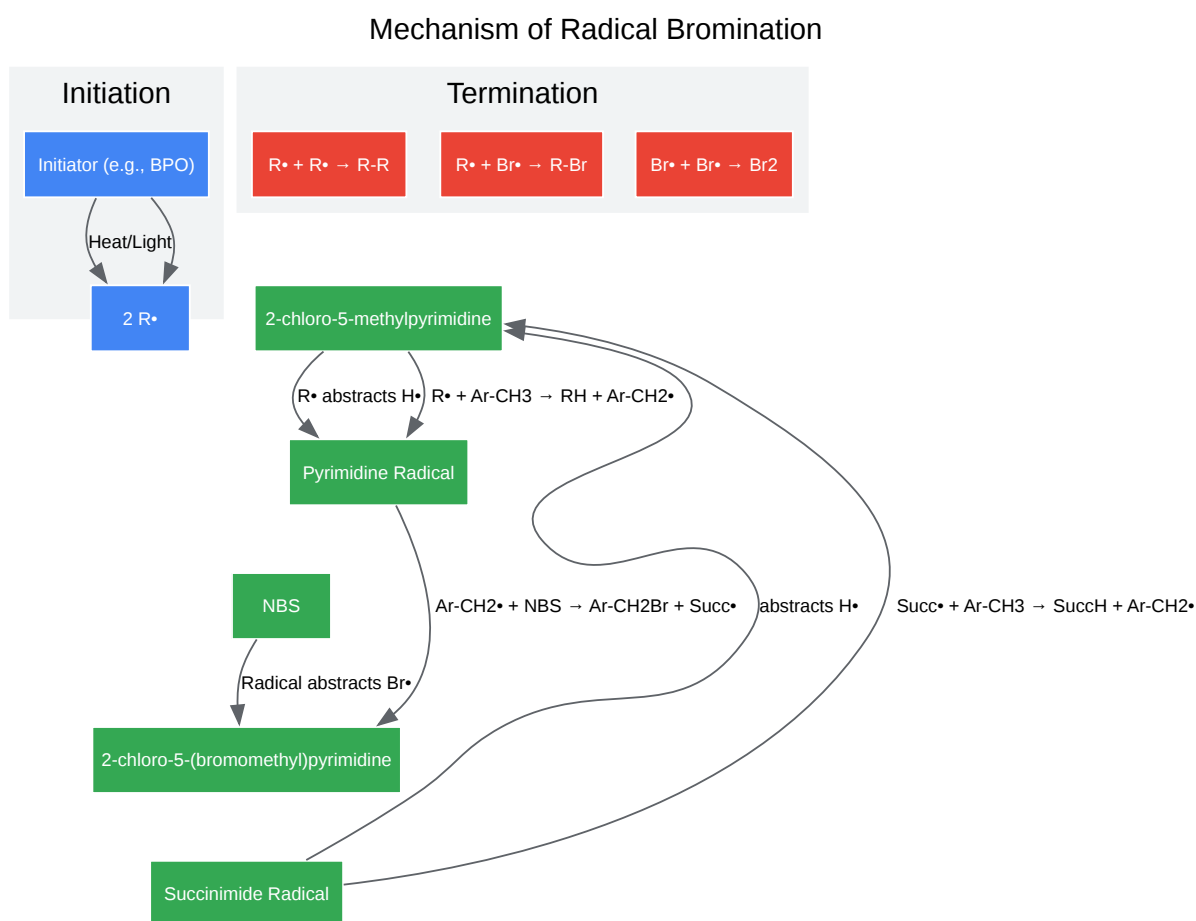 Mechanism of Radical Bromination
Initiation
Termination
Initiator (e.g., BPO)
R• + R• → R-R
R• + Br• → R-Br
Br• + Br• → Br2
Heat/Light
2 R•
2-chloro-5-methylpyrimidine
R• abstracts H•
R• + Ar-CH3 → RH + Ar-CH2•
Pyrimidine Radical
NBS
Ar-CH2• + NBS → Ar-CH2Br + Succ•
abstracts H•
Succ• + Ar-CH3 → SuccH + Ar-CH2•
Radical abstracts Br•
2-chloro-5-(bromomethyl)pyrimidine
Succinimide Radical